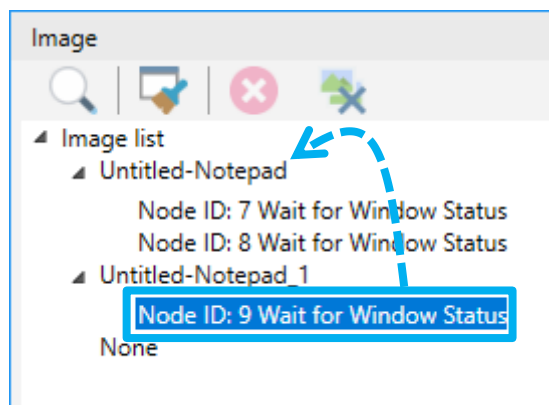 Image
Image list
Untitled-Notepad
Node ID: 7 Wait for Window Status
Node ID: 8 Wait for Window Status
Untitled-Notepad_1
Node ID: 9 Wait for Window Status
None